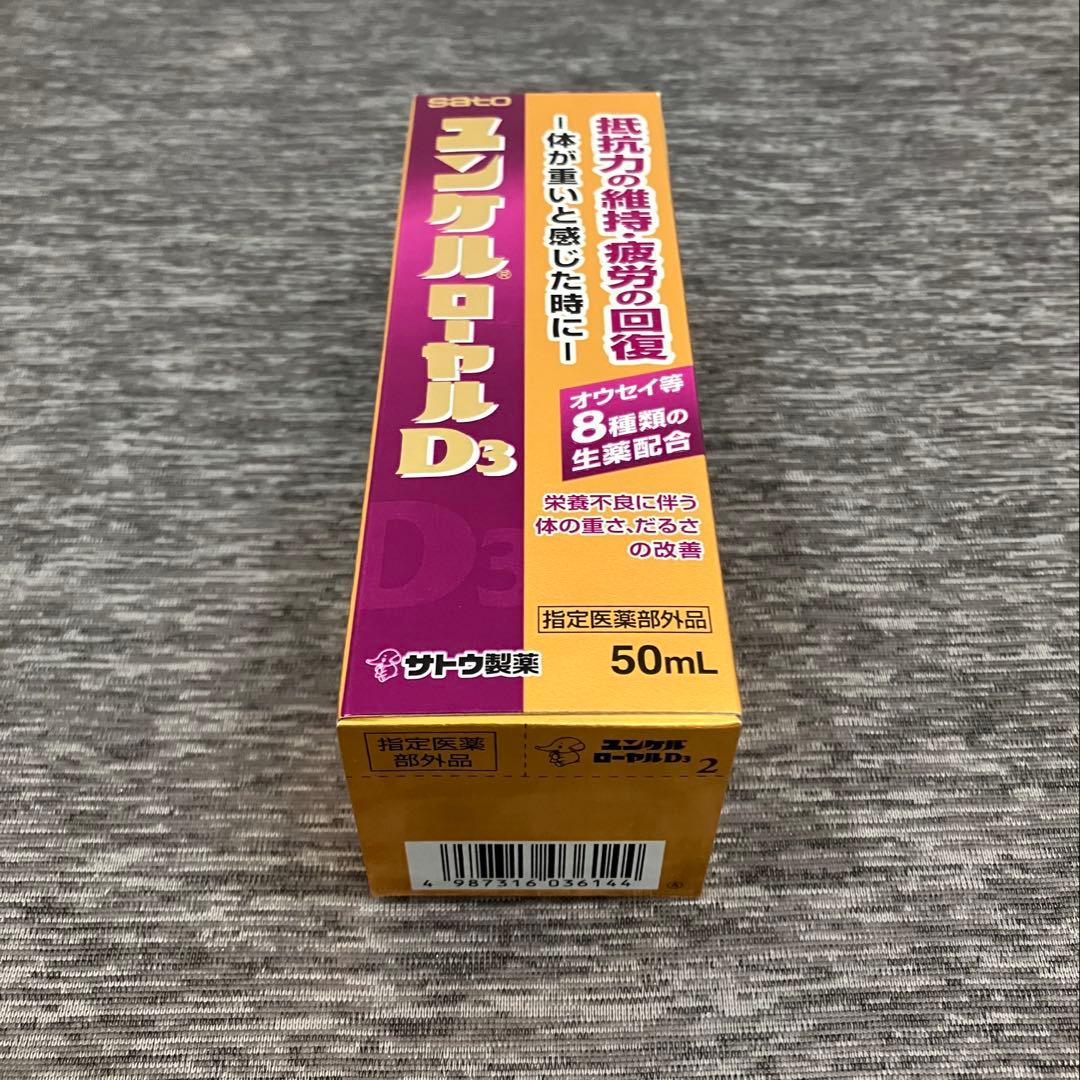 sato
ユンケル®ローヤル
D3
抵抗力の維持・疲労の回復
ー体が重いと感じた時にー
オウセイ等
8種類の
生薬配合
栄養不良に伴う
体の重さ、だるさ
の改善
指定医薬部外品
サトウ製薬
50mL
D3
指定医薬
部外品
ユンケル
ローヤルD3
2
4 987316 036144